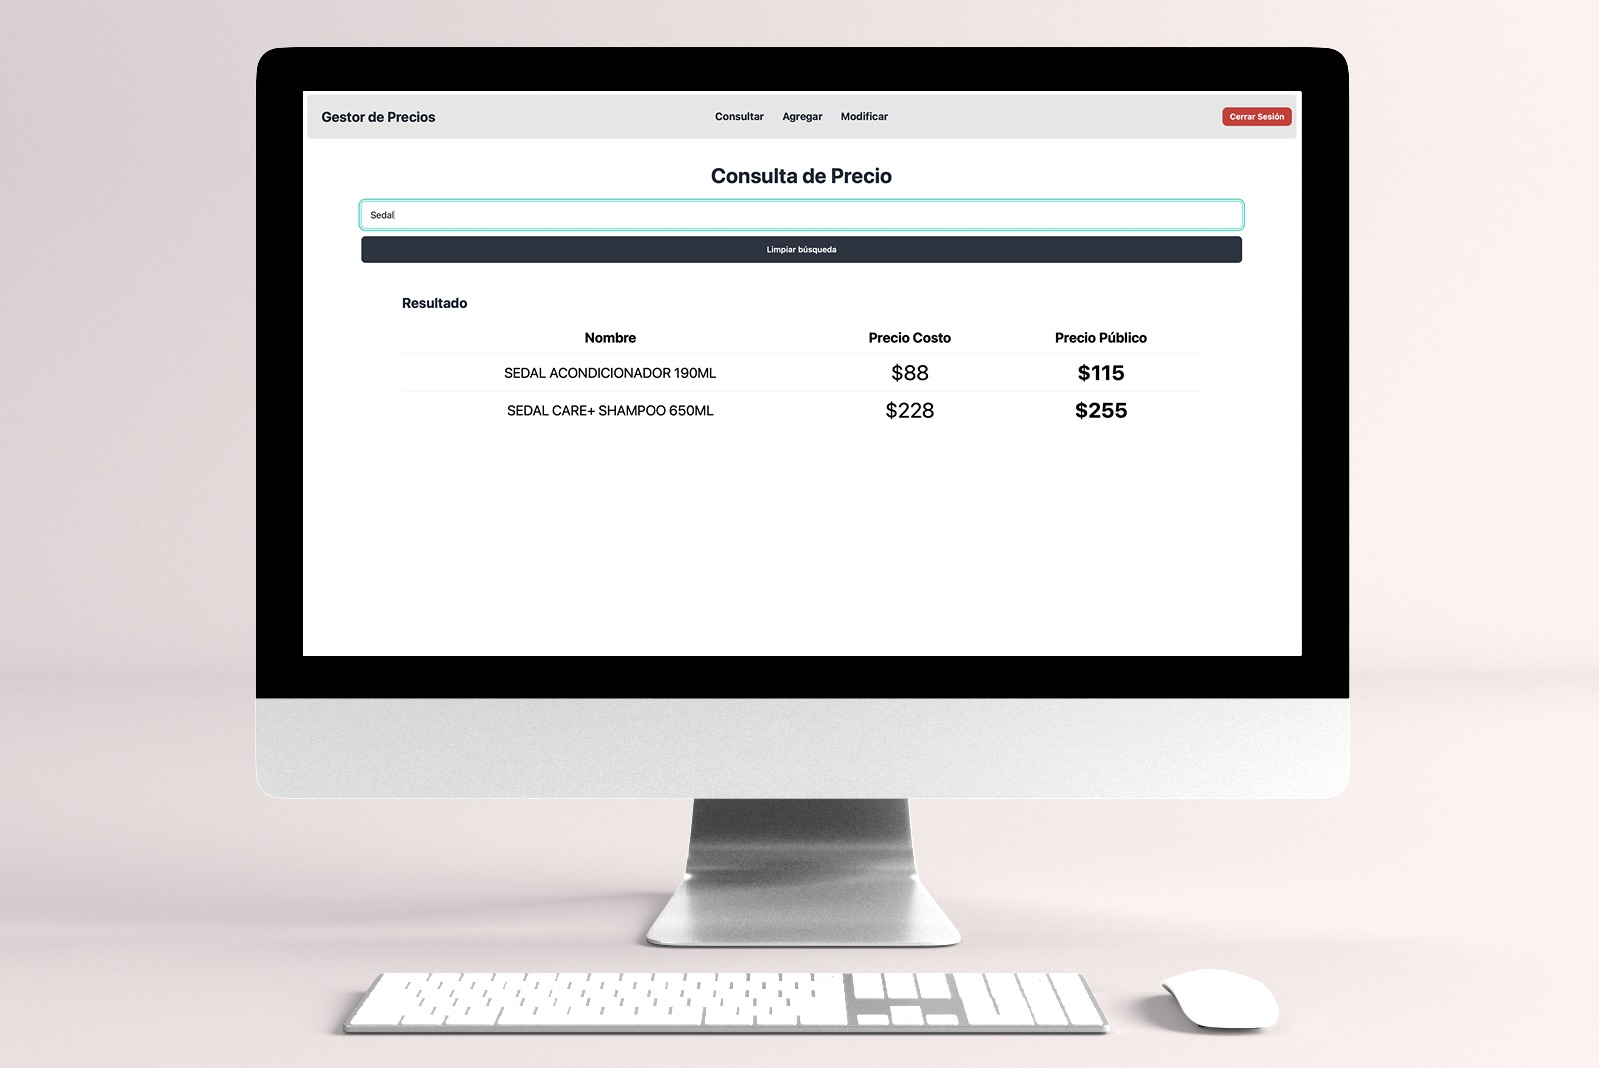 Gestor de Precios
Consultar Agregar Modificar
Cerrar Sesión
Consulta de Precio
Sedal
Limpiar búsqueda
Resultado
Nombre Precio Costo Precio Público
SEDAL ACONDICIONADOR 190ML $88 $115
SEDAL CARE+ SHAMPOO 650ML $228 $255